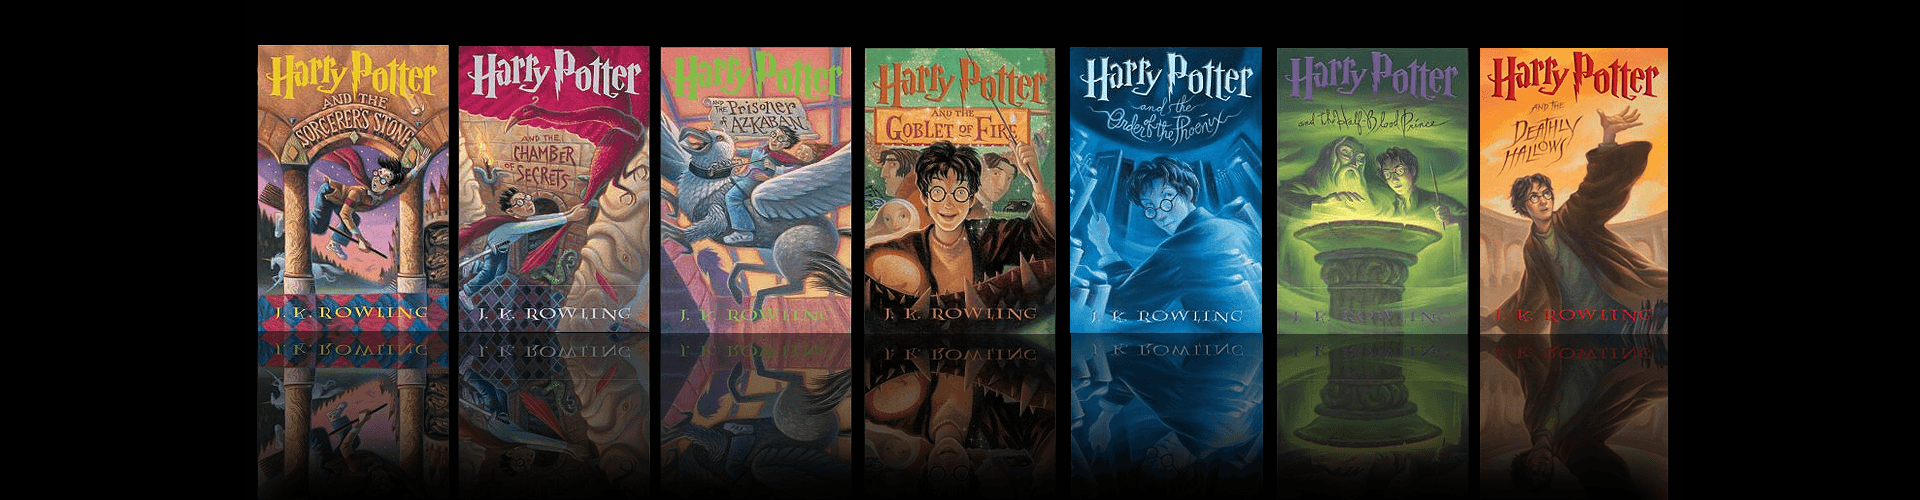 Harry Potter
AND THE
SORCERER'S STONE
J. K. ROWLING
Harry Potter
AND THE
CHAMBER
OF
SECRETS
J. K. ROWLING
Harry Potter
AND
THE Prisoner
of AZKABAN
J. K. ROWLING
Harry Potter
AND THE
GOBLET OF FIRE
J. K. ROWLING
Harry Potter
and the
Order of the Phoenix
J. K. ROWLING
Harry Potter
and the Half-Blood Prince
J. K. ROWLING
Harry Potter
AND THE
DEATHLY
HALLOWS
J. K. ROWLING